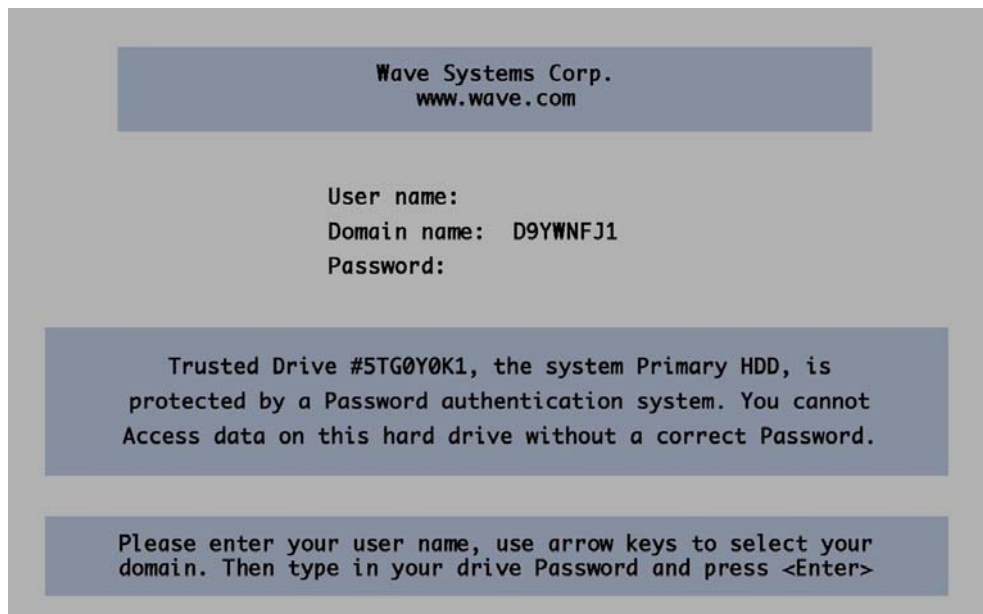 Wave Systems Corp.
www.wave.com
User name:
Domain name: D9YWNFJ1
Password:
Trusted Drive #5TG0Y0K1, the system Primary HDD, is
protected by a Password authentication system. You cannot
Access data on this hard drive without a correct Password.
Please enter your user name, use arrow keys to select your
domain. Then type in your drive Password and press <Enter>